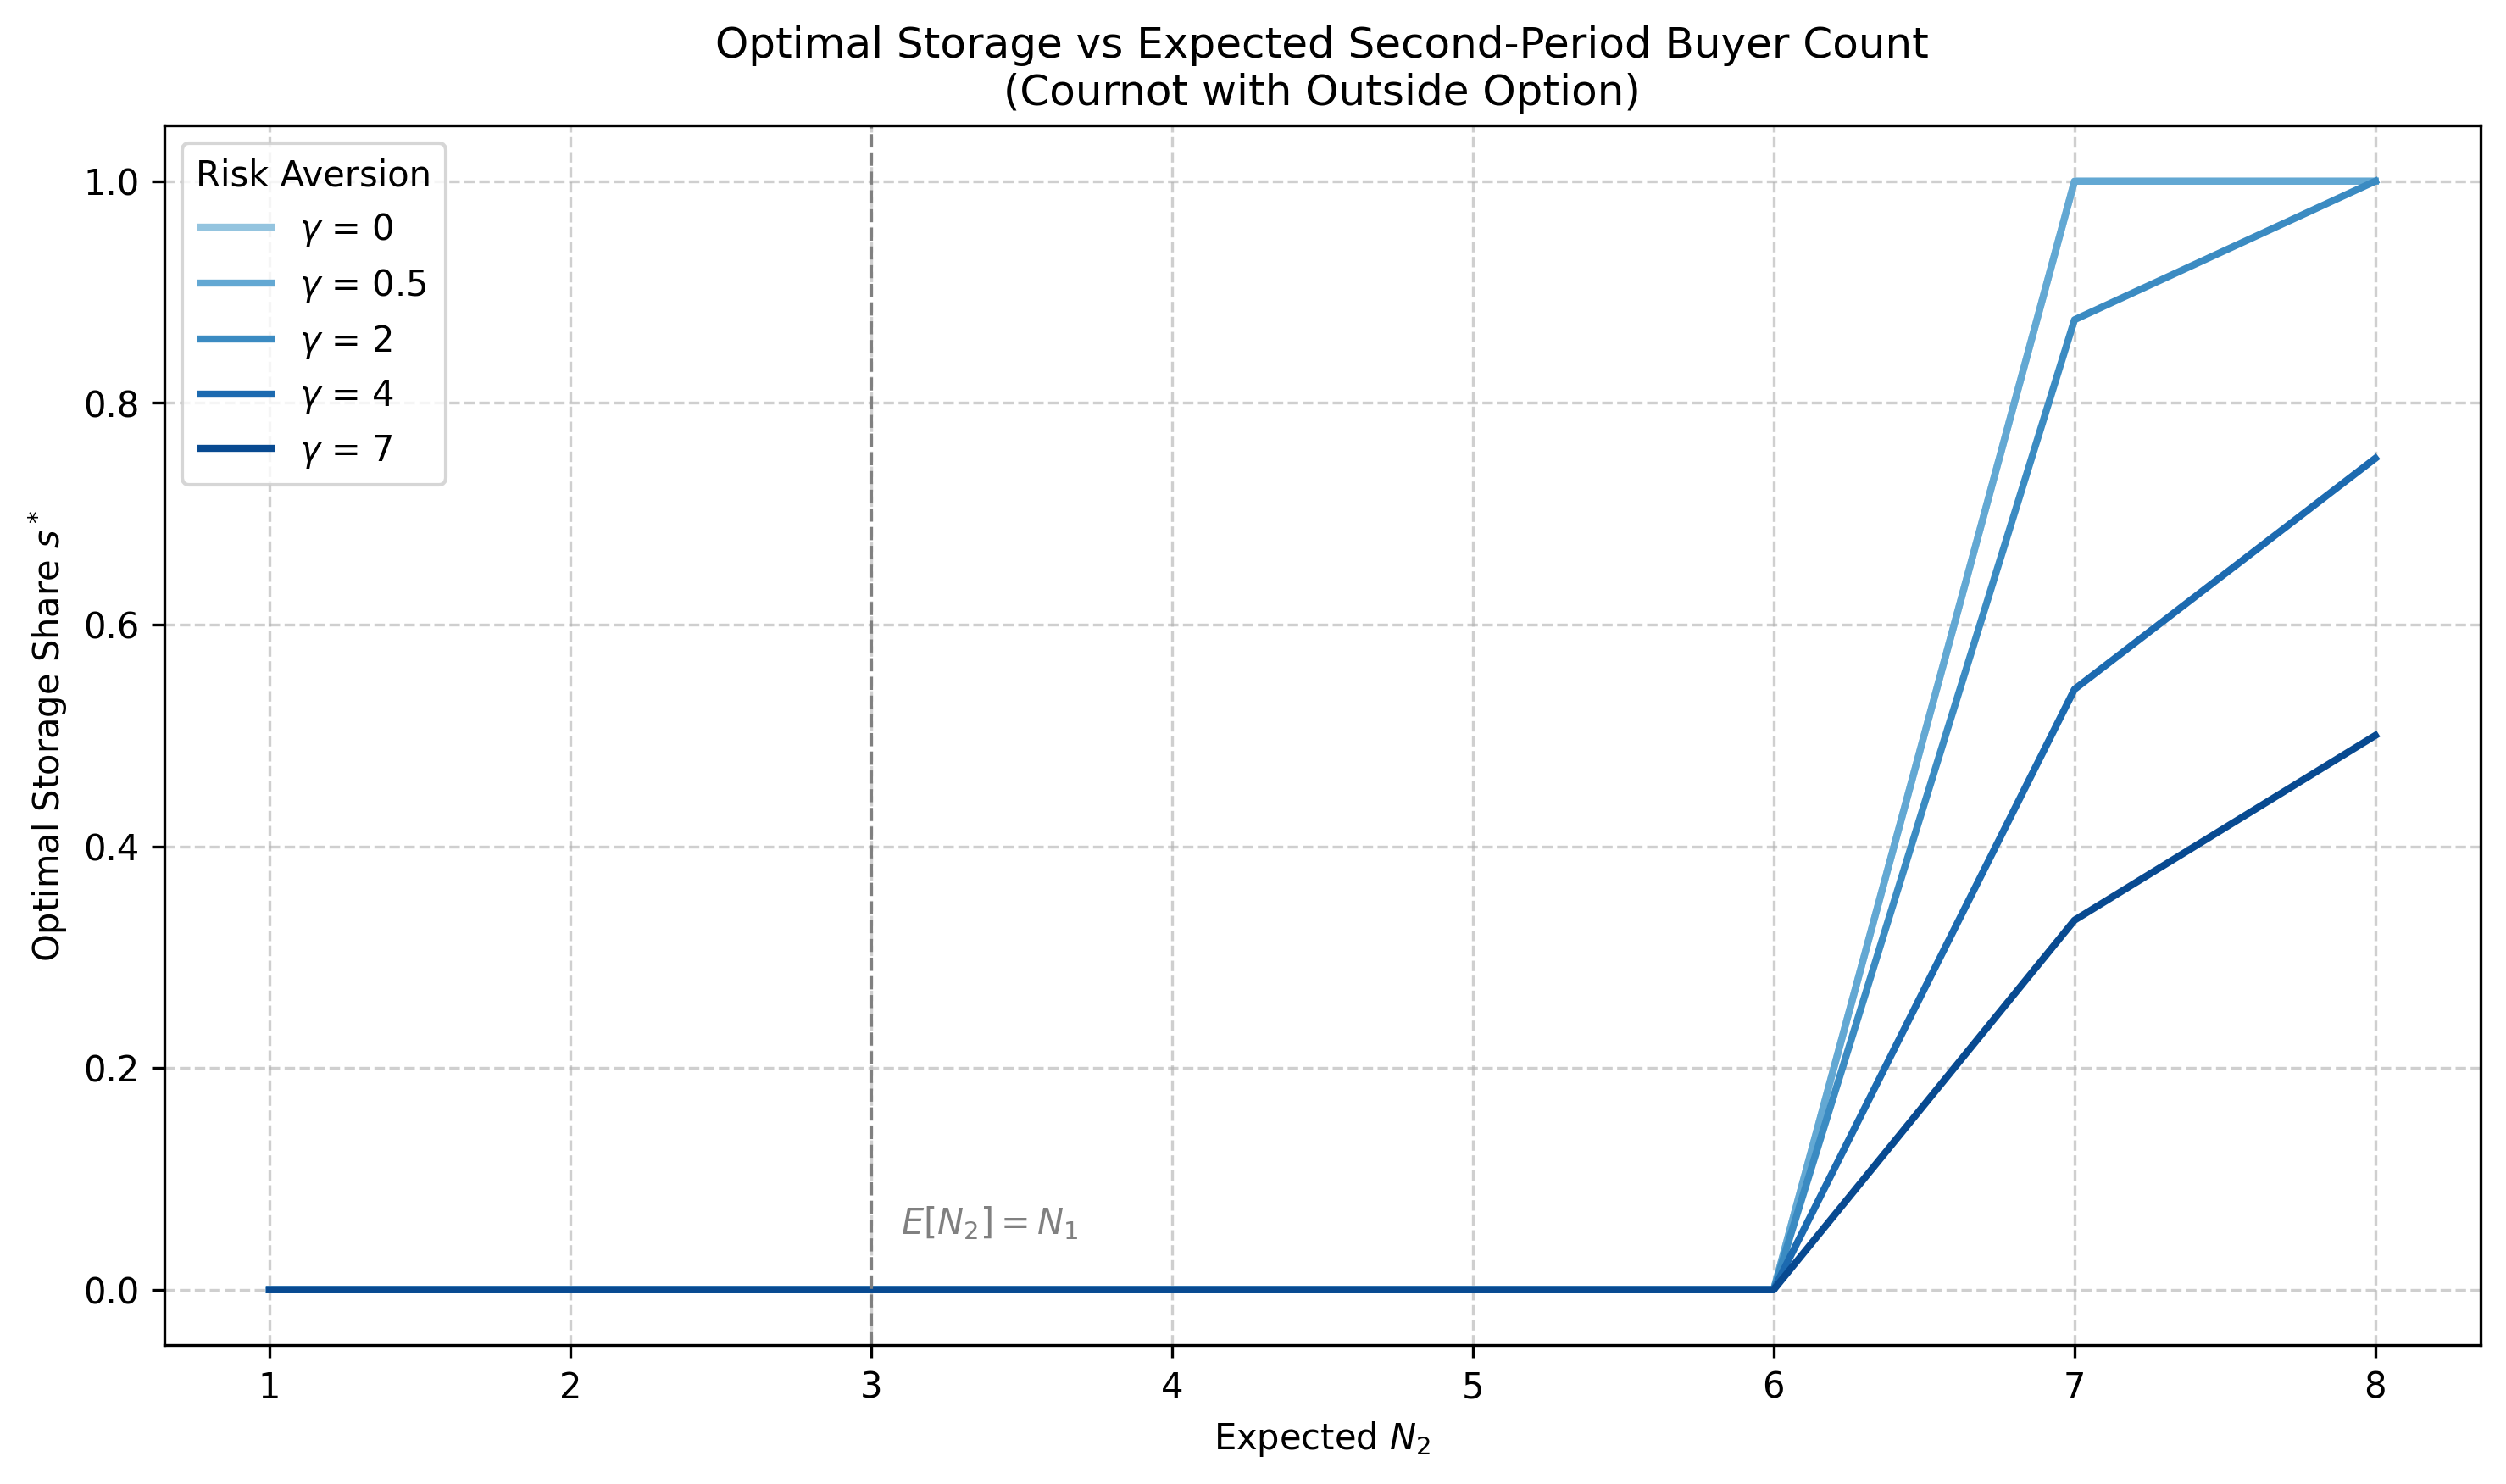 Optimal Storage vs Expected Second-Period Buyer Count
(Cournot with Outside Option)
Risk Aversion
γ = 0
γ = 0.5
γ = 2
γ = 4
γ = 7
1.0
0.8
0.6
0.4
0.2
0.0
Optimal Storage Share s*
E[N₂] = N₁
1 2 3 4 5 6 7 8
Expected N₂